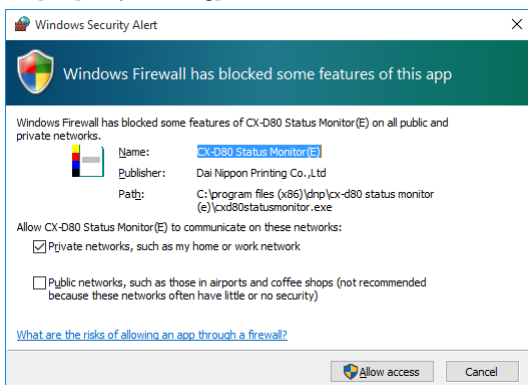 Windows Security Alert
Windows Firewall has blocked some features of this app
Windows Firewall has blocked some features of CX-D80 Status Monitor(E) on all public and
private networks.
Name: CX-D80 Status Monitor(E)
Publisher: Dai Nippon Printing Co.,Ltd
Path: C:\program files (x86)\dnp\cx-d80 status monitor
(e)\cxd80statusmonitor.exe
Allow CX-D80 Status Monitor(E) to communicate on these networks:
Private networks, such as my home or work network
Public networks, such as those in airports and coffee shops (not recommended
because these networks often have little or no security)
What are the risks of allowing an app through a firewall?
Allow access Cancel